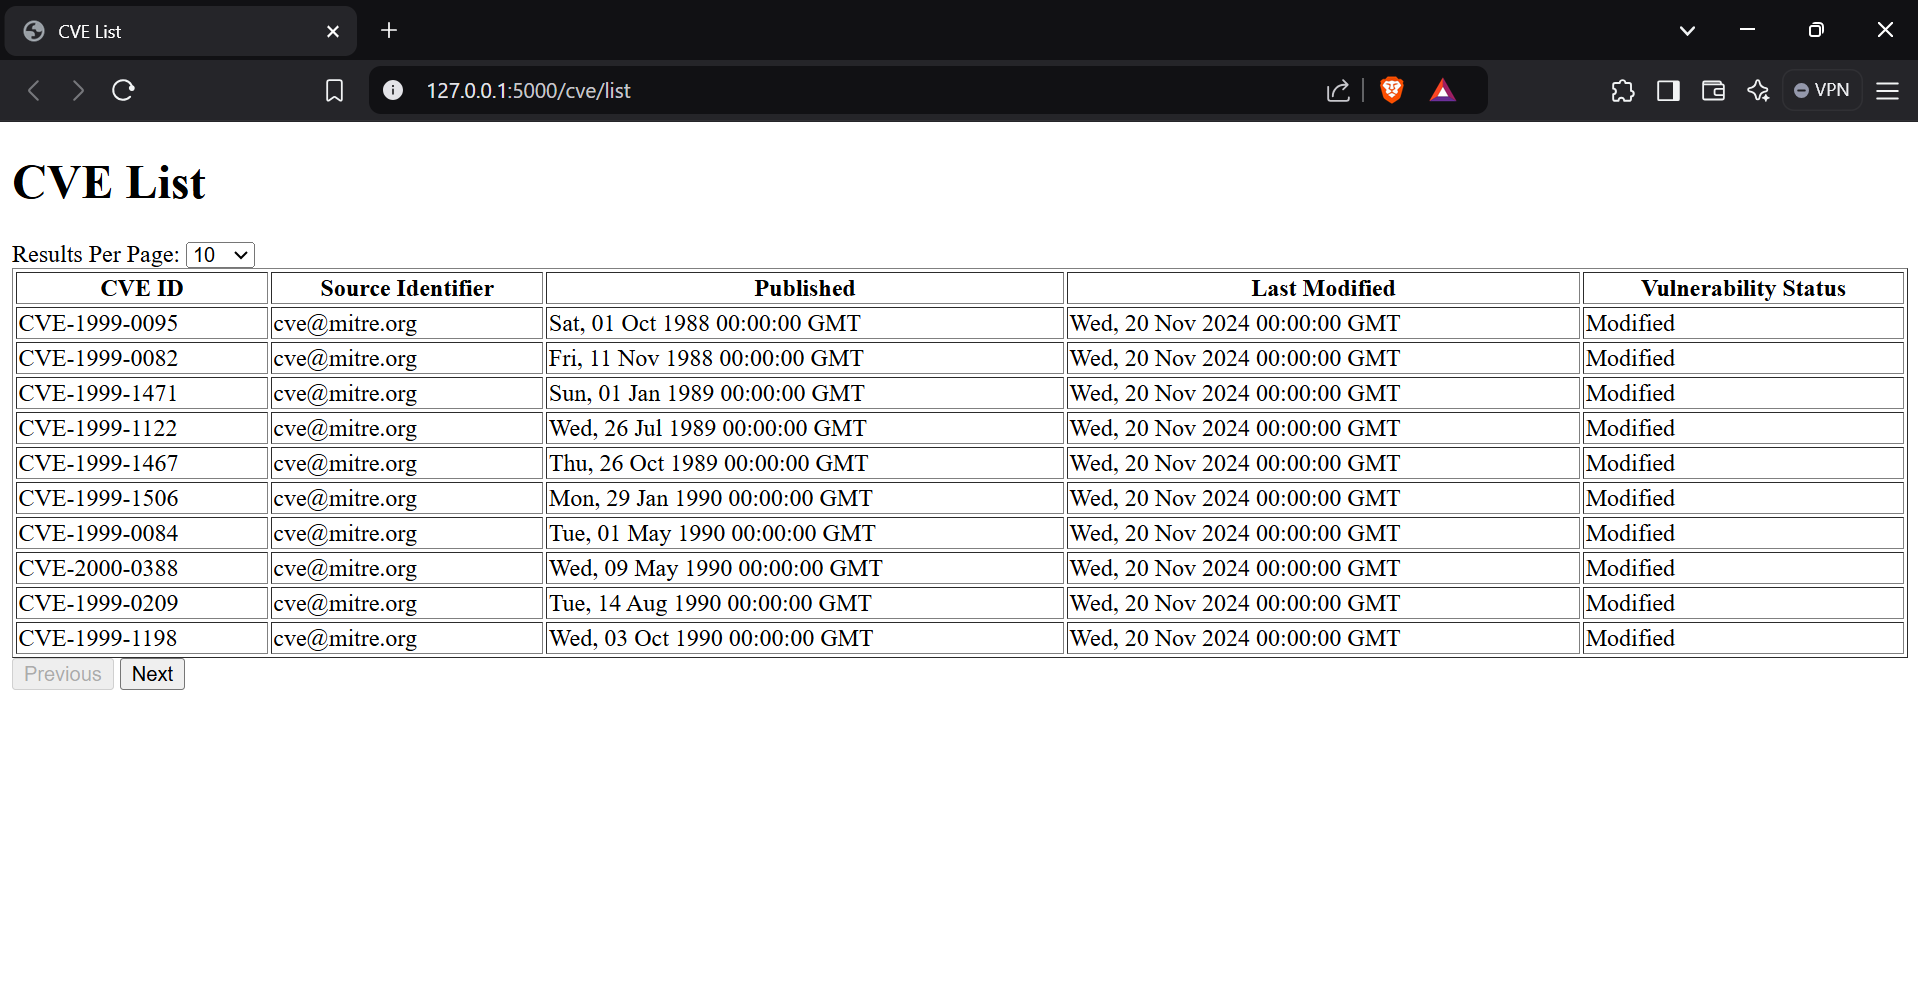 CVE List
127.0.0.1:5000/cve/list
VPN
CVE List
Results Per Page: 10
CVE ID Source Identifier Published Last Modified Vulnerability Status
CVE-1999-0095 cve@mitre.org Sat, 01 Oct 1988 00:00:00 GMT Wed, 20 Nov 2024 00:00:00 GMT Modified
CVE-1999-0082 cve@mitre.org Fri, 11 Nov 1988 00:00:00 GMT Wed, 20 Nov 2024 00:00:00 GMT Modified
CVE-1999-1471 cve@mitre.org Sun, 01 Jan 1989 00:00:00 GMT Wed, 20 Nov 2024 00:00:00 GMT Modified
CVE-1999-1122 cve@mitre.org Wed, 26 Jul 1989 00:00:00 GMT Wed, 20 Nov 2024 00:00:00 GMT Modified
CVE-1999-1467 cve@mitre.org Thu, 26 Oct 1989 00:00:00 GMT Wed, 20 Nov 2024 00:00:00 GMT Modified
CVE-1999-1506 cve@mitre.org Mon, 29 Jan 1990 00:00:00 GMT Wed, 20 Nov 2024 00:00:00 GMT Modified
CVE-1999-0084 cve@mitre.org Tue, 01 May 1990 00:00:00 GMT Wed, 20 Nov 2024 00:00:00 GMT Modified
CVE-2000-0388 cve@mitre.org Wed, 09 May 1990 00:00:00 GMT Wed, 20 Nov 2024 00:00:00 GMT Modified
CVE-1999-0209 cve@mitre.org Tue, 14 Aug 1990 00:00:00 GMT Wed, 20 Nov 2024 00:00:00 GMT Modified
CVE-1999-1198 cve@mitre.org Wed, 03 Oct 1990 00:00:00 GMT Wed, 20 Nov 2024 00:00:00 GMT Modified
Previous Next